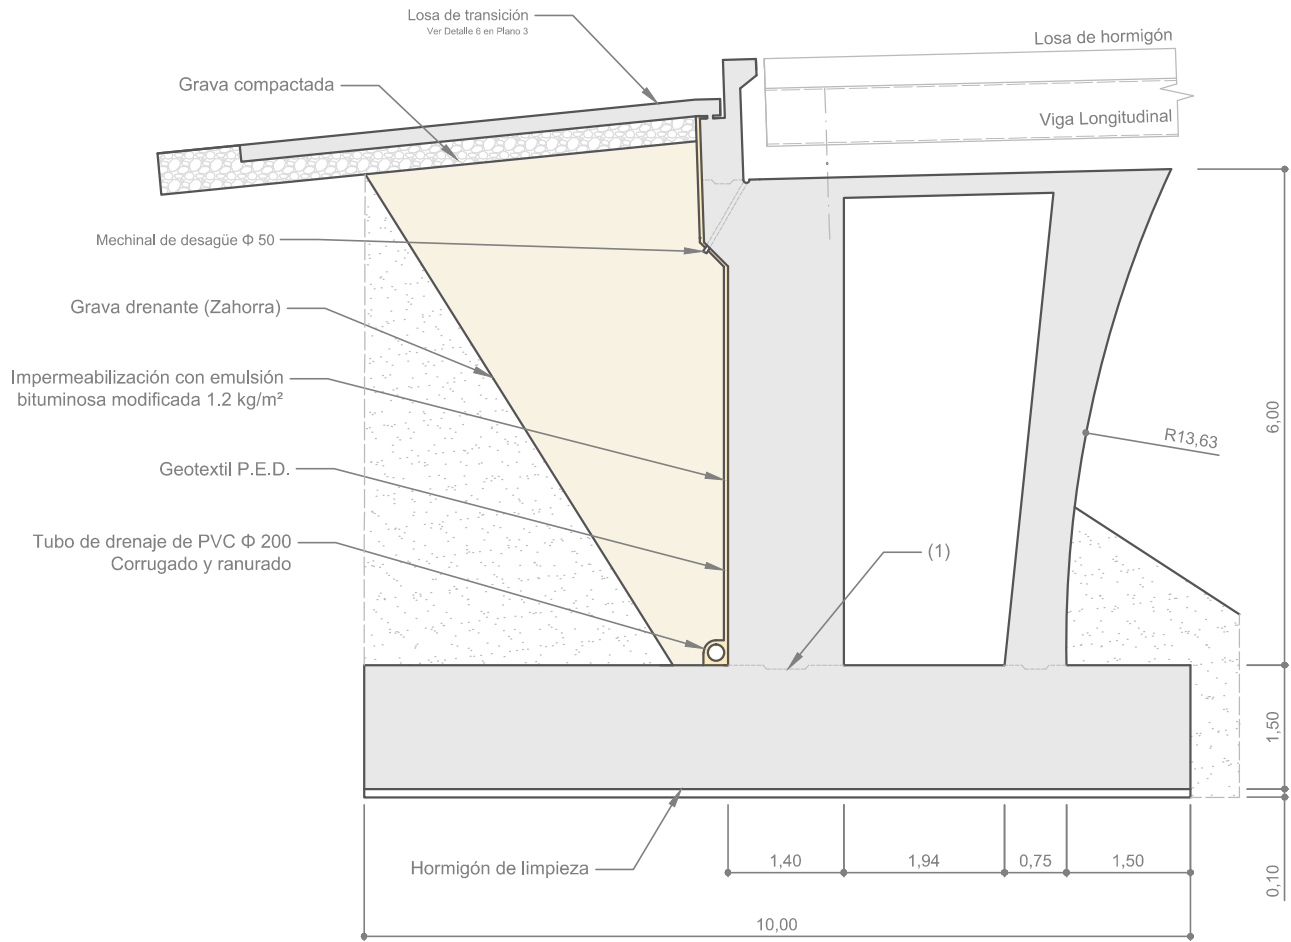 Losa de transición
Ver Detalle 6 en Plano 3
Losa de hormigón
Grava compactada
Viga Longitudinal
Mechinal de desagüe Φ 50
Grava drenante (Zahorra)
Impermeabilización con emulsión
bituminosa modificada 1.2 kg/m²
6,00
R13,63
Geotextil P.E.D.
Tubo de drenaje de PVC Φ 200
Corrugado y ranurado
(1)
1,50
Hormigón de limpieza
1,40
1,94
0,75
1,50
0,10
10,00